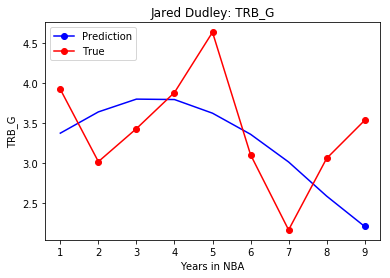 Jared Dudley: TRB_G
Prediction
True
4.5
4.0
3.5
3.0
2.5
TRB_G
1 2 3 4 5 6 7 8 9
Years in NBA